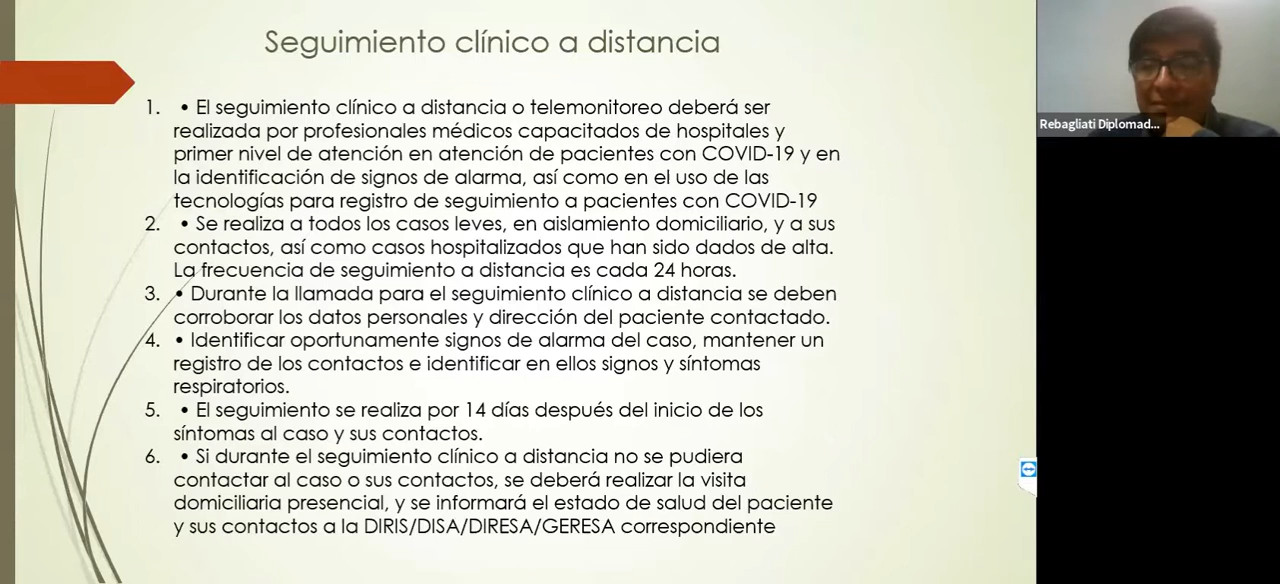 Seguimiento clínico a distancia
1. • El seguimiento clínico a distancia o telemonitoreo deberá ser
realizada por profesionales médicos capacitados de hospitales y
primer nivel de atención en atención de pacientes con COVID-19 y en
la identificación de signos de alarma, así como en el uso de las
tecnologías para registro de seguimiento a pacientes con COVID-19
2. • Se realiza a todos los casos leves, en aislamiento domiciliario, y a sus
contactos, así como casos hospitalizados que han sido dados de alta.
La frecuencia de seguimiento a distancia es cada 24 horas.
3. • Durante la llamada para el seguimiento clínico a distancia se deben
corroborar los datos personales y dirección del paciente contactado.
4. • Identificar oportunamente signos de alarma del caso, mantener un
registro de los contactos e identificar en ellos signos y síntomas
respiratorios.
5. • El seguimiento se realiza por 14 días después del inicio de los
síntomas al caso y sus contactos.
6. • Si durante el seguimiento clínico a distancia no se pudiera
contactar al caso o sus contactos, se deberá realizar la visita
domiciliaria presencial, y se informará el estado de salud del paciente
y sus contactos a la DIRIS/DISA/DIRESA/GERESA correspondiente
Rebagliati Diplomad...